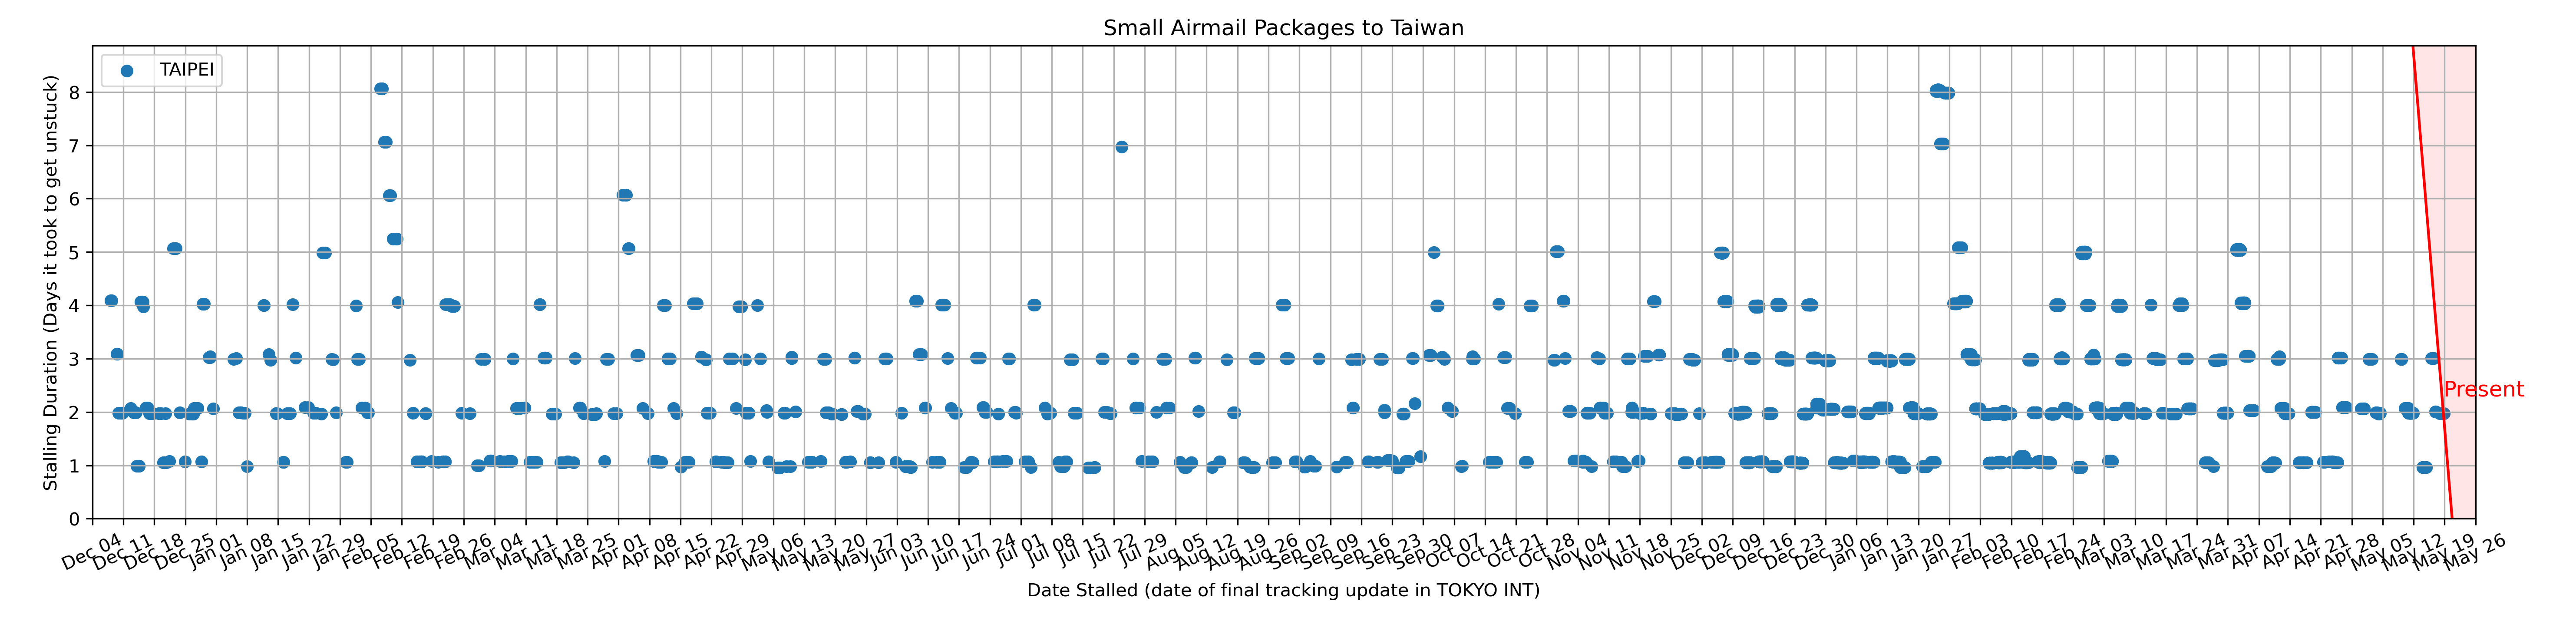 Small Airmail Packages to Taiwan
TAIPEI
Stalling Duration (Days it took to get unstuck)
8
7
6
5
4
3
2
1
0
Present
Dec 04
Dec 11
Dec 18
Dec 25
Jan 01
Jan 08
Jan 15
Jan 22
Jan 29
Feb 05
Feb 12
Feb 19
Feb 26
Mar 04
Mar 11
Mar 18
Mar 25
Apr 01
Apr 08
Apr 15
Apr 22
Apr 29
May 06
May 13
May 20
May 27
Jun 03
Jun 10
Jun 17
Jun 24
Jul 01
Jul 08
Jul 15
Jul 22
Jul 29
Aug 05
Aug 12
Aug 19
Aug 26
Sep 02
Sep 09
Sep 16
Sep 23
Sep 30
Oct 07
Oct 14
Oct 21
Oct 28
Nov 04
Nov 11
Nov 18
Nov 25
Dec 02
Dec 09
Dec 16
Dec 23
Dec 30
Jan 06
Jan 13
Jan 20
Jan 27
Feb 03
Feb 10
Feb 17
Feb 24
Mar 03
Mar 10
Mar 17
Mar 24
Mar 31
Apr 07
Apr 14
Apr 21
Apr 28
May 05
May 12
May 19
May 26
Date Stalled (date of final tracking update in TOKYO INT)